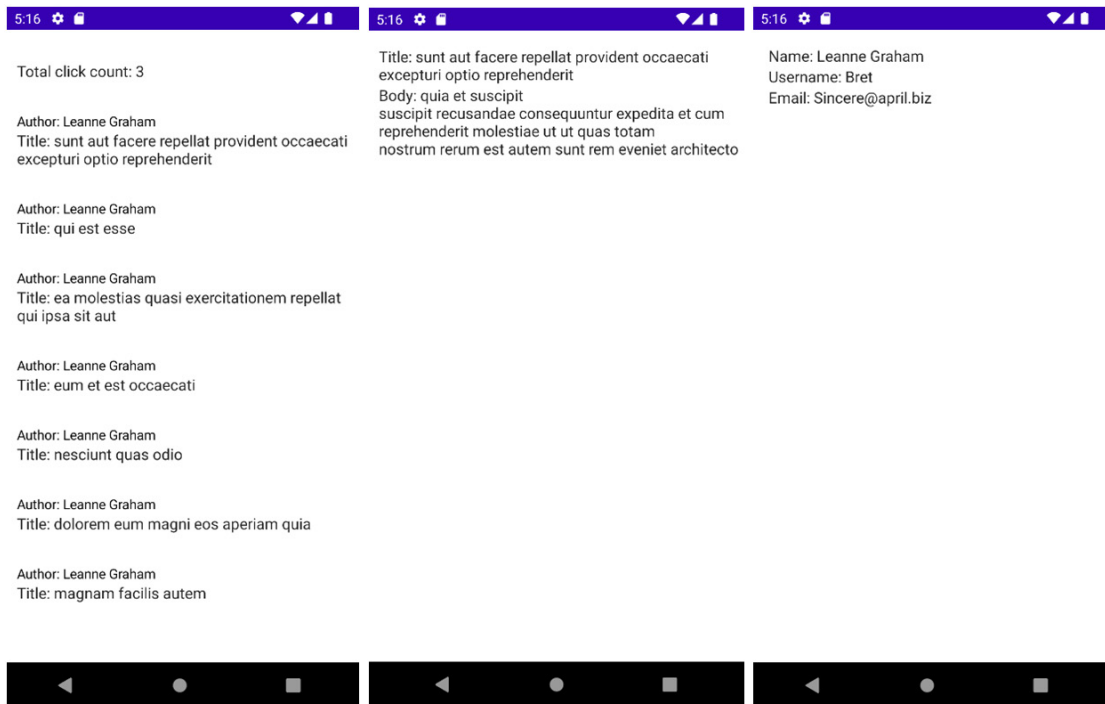 5:16
Total click count: 3
Author: Leanne Graham
Title: sunt aut facere repellat provident occaecati
excepturi optio reprehenderit
Author: Leanne Graham
Title: qui est esse
Author: Leanne Graham
Title: ea molestias quasi exercitationem repellat
qui ipsa sit aut
Author: Leanne Graham
Title: eum et est occaecati
Author: Leanne Graham
Title: nesciunt quas odio
Author: Leanne Graham
Title: dolorem eum magni eos aperiam quia
Author: Leanne Graham
Title: magnam facilis autem
5:16
Title: sunt aut facere repellat provident occaecati
excepturi optio reprehenderit
Body: quia et suscipit
suscipit recusandae consequuntur expedita et cum
reprehenderit molestiae ut ut quas totam
nostrum rerum est autem sunt rem eveniet architecto
5:16
Name: Leanne Graham
Username: Bret
Email: Sincere@april.biz